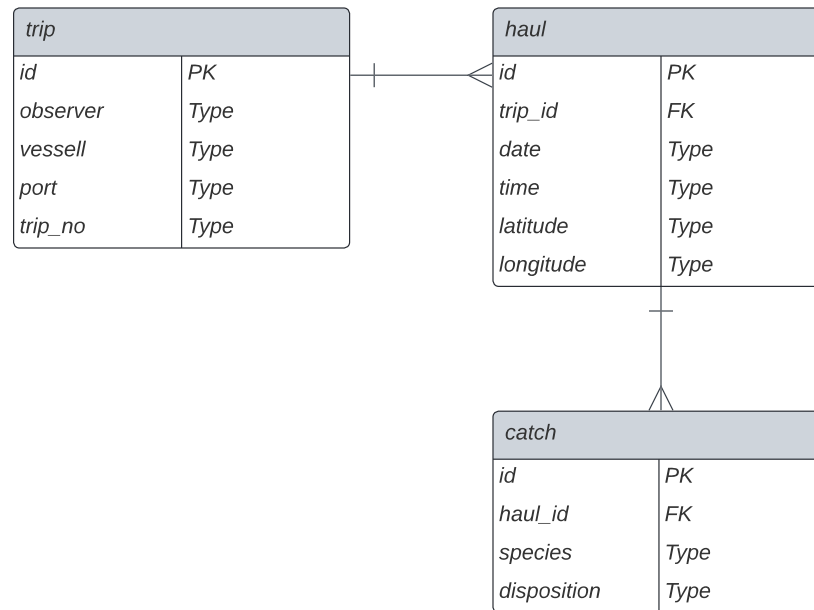 trip
id PK
observer Type
vessell Type
port Type
trip_no Type
haul
id PK
trip_id FK
date Type
time Type
latitude Type
longitude Type
catch
id PK
haul_id FK
species Type
disposition Type